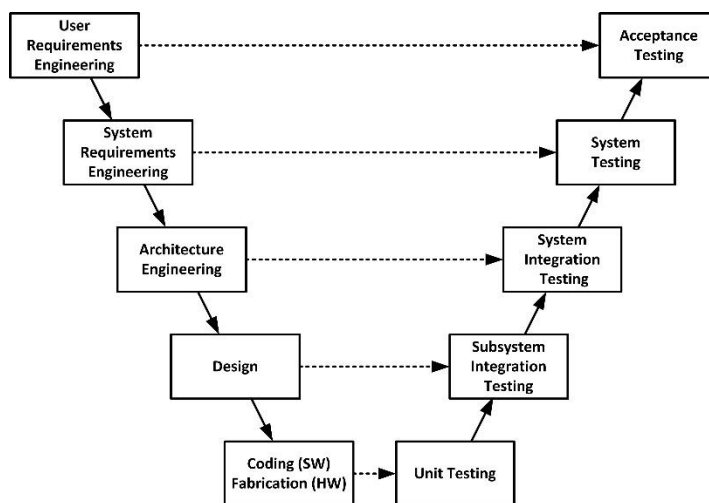 User
Requirements
Engineering
Acceptance
Testing
System
Requirements
Engineering
System
Testing
Architecture
Engineering
System
Integration
Testing
Design
Subsystem
Integration
Testing
Coding (SW)
Fabrication (HW)
Unit Testing